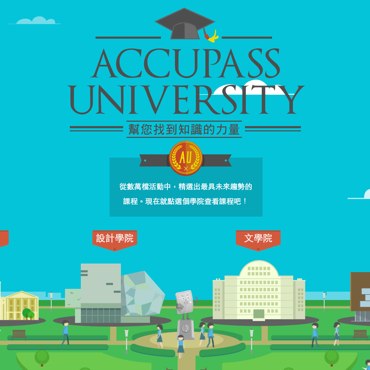 ACCUPASS
UNIVERSITY
幫您找到知識的力量
AU
從數萬檔活動中，精選出最具未來趨勢的
課程。現在就點選個學院查看課程吧！
設計學院
文學院